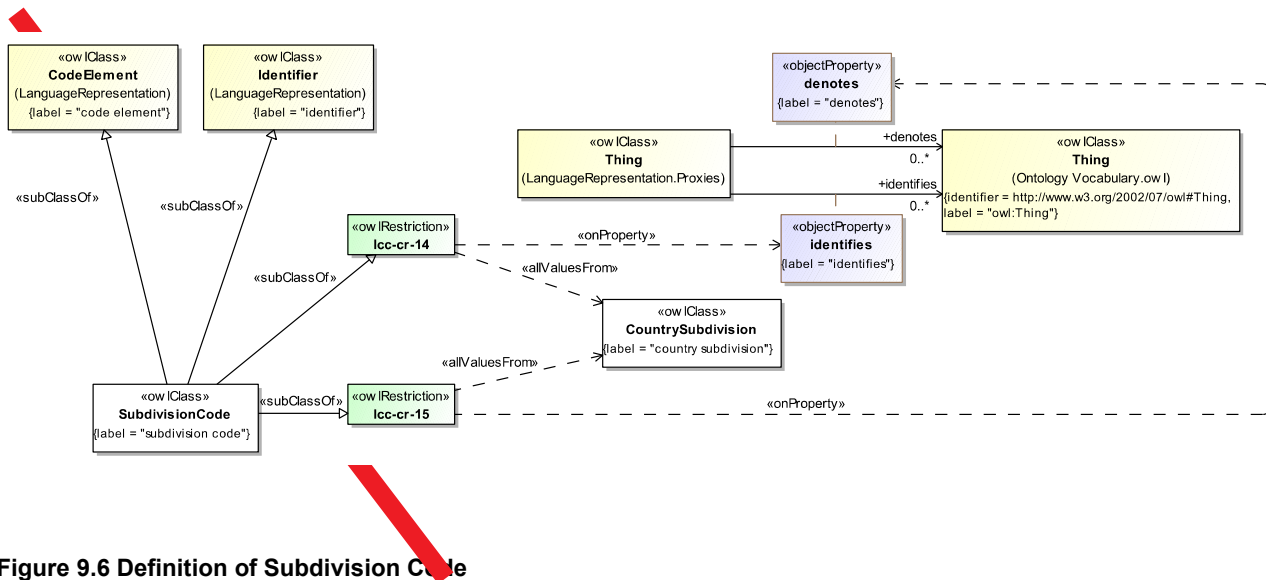 «owlClass»
CodeElement
(LanguageRepresentation)
{label = "code element"}
«owlClass»
Identifier
(LanguageRepresentation)
{label = "identifier"}
«objectProperty»
denotes
{label = "denotes"}
«owlClass»
Thing
(LanguageRepresentation.Proxies)
+denotes
0..*
+identifies
0..*
«owlClass»
Thing
(Ontology Vocabulary.owl)
{identifier = http://www.w3.org/2002/07/owl#Thing,
label = "owl:Thing"}
«subClassOf»
«subClassOf»
«subClassOf»
«owlRestriction»
lcc-cr-14
«onProperty»
«allValuesFrom»
«objectProperty»
identifies
{label = "identifies"}
«owlClass»
CountrySubdivision
{label = "country subdivision"}
«allValuesFrom»
«owlClass»
SubdivisionCode
{label = "subdivision code"}
«subClassOf»
«owlRestriction»
lcc-cr-15
«onProperty»
Figure 9.6 Definition of Subdivision Code